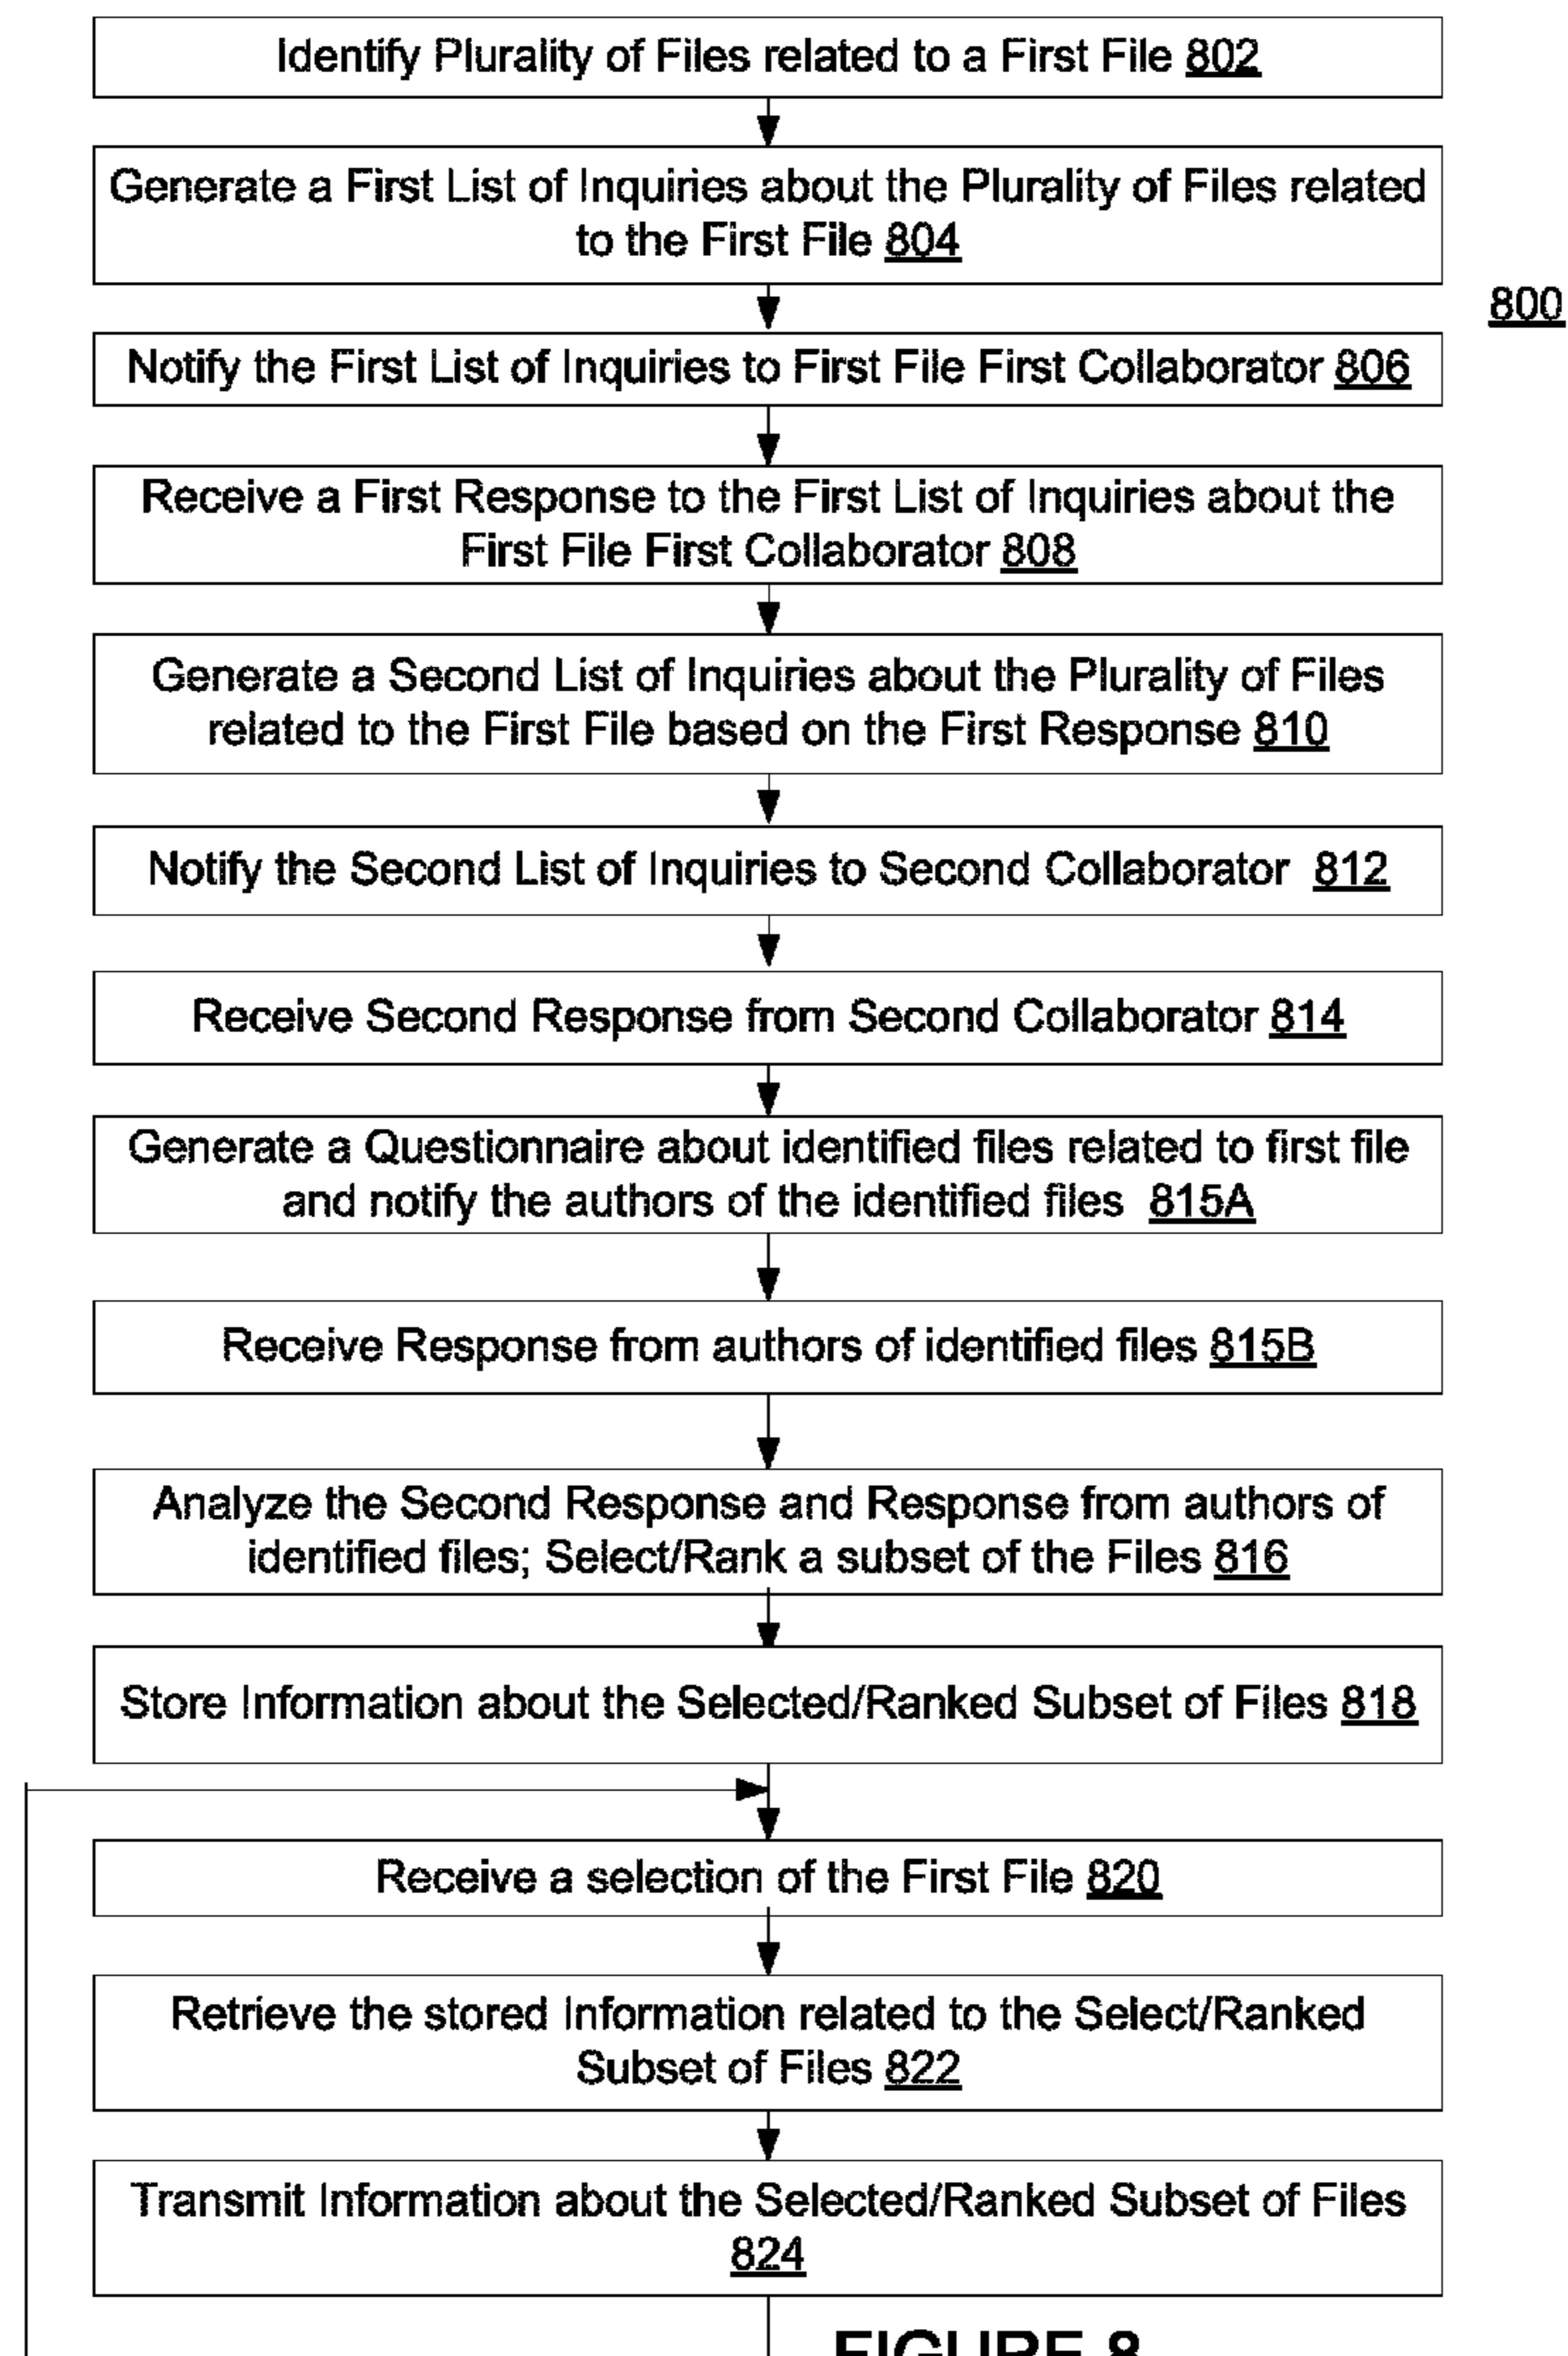 Identify Plurality of Files related to a First File 802
Generate a First List of Inquiries about the Plurality of Files related
to the First File 804
800
Notify the First List of Inquiries to First File First Collaborator 806
Receive a First Response to the First List of Inquiries about the
First File First Collaborator 808
Generate a Second List of Inquiries about the Plurality of Files
related to the First File based on the First Response 810
Notify the Second List of Inquiries to Second Collaborator 812
Receive Second Response from Second Collaborator 814
Generate a Questionnaire about identified files related to first file
and notify the authors of the identified files 815A
Receive Response from authors of identified files 815B
Analyze the Second Response and Response from authors of
identified files; Select/Rank a subset of the Files 816
Store Information about the Selected/Ranked Subset of Files 818
Receive a selection of the First File 820
Retrieve the stored Information related to the Select/Ranked
Subset of Files 822
Transmit Information about the Selected/Ranked Subset of Files
824
FIGURE 8